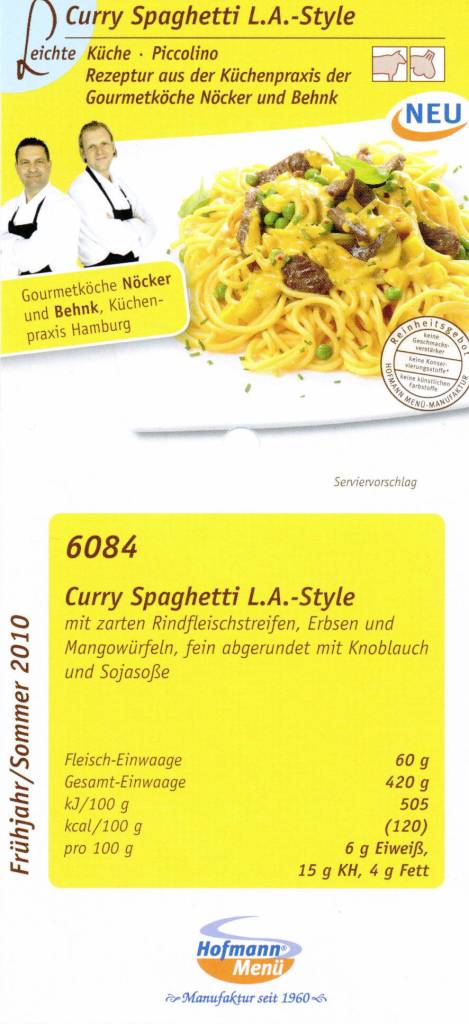 Curry Spaghetti L.A.-Style
Leichte Küche · Piccolino
Rezeptur aus der Küchenpraxis der
Gourmetköche Nöcker und Behnk
NEU
Gourmetköche Nöcker
und Behnk, Küchen-
praxis Hamburg
Reinheitsgebot
keine
Geschmacks-
verstärker
keine Konser-
vierungsstoffe*
keine künstlichen
Farbstoffe
HOFMANN MENÜ-MANUFAKTUR
Serviervorschlag
Frühjahr/Sommer 2010
6084
Curry Spaghetti L.A.-Style
mit zarten Rindfleischstreifen, Erbsen und
Mangowürfeln, fein abgerundet mit Knoblauch
und Sojasoße
Fleisch-Einwaage 60 g
Gesamt-Einwaage 420 g
kJ/100 g 505
kcal/100 g (120)
pro 100 g 6 g Eiweiß,
15 g KH, 4 g Fett
Hofmann®
Menü
Manufaktur seit 1960